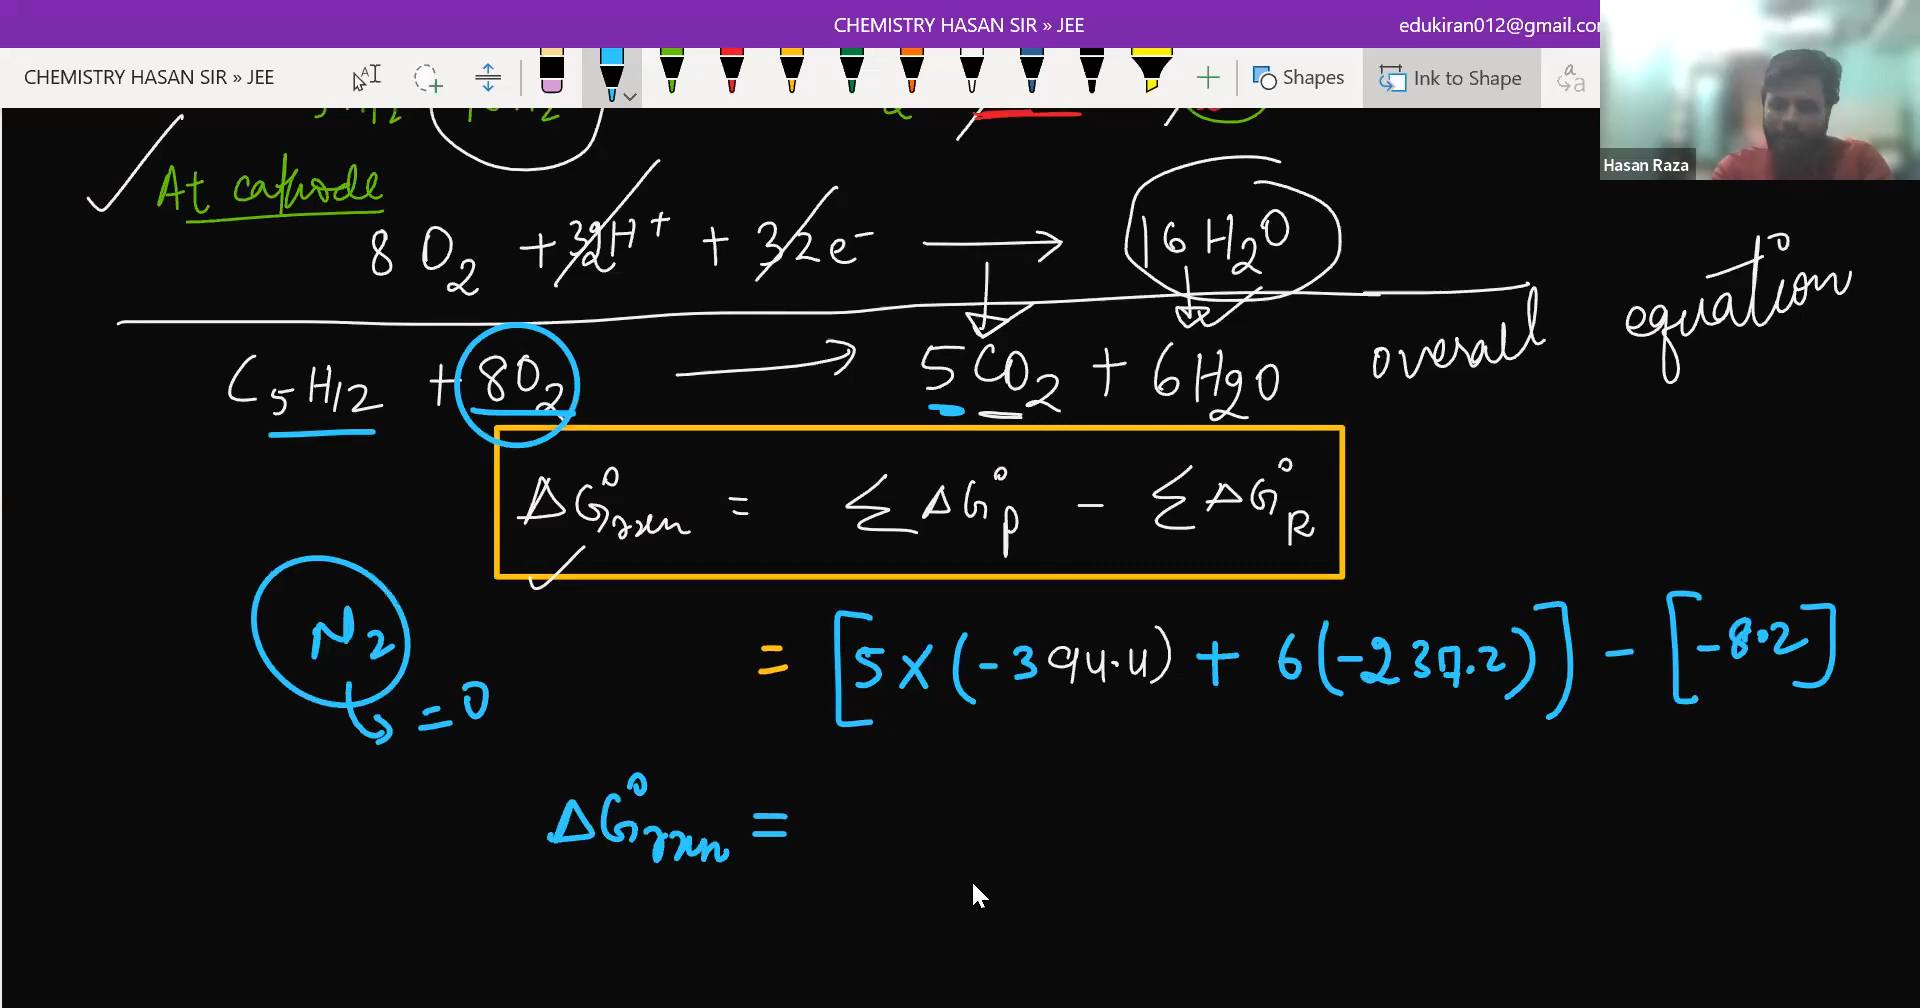 CHEMISTRY HASAN SIR » JEE
edukiran012@gmail.co
CHEMISTRY HASAN SIR » JEE
Shapes
Ink to Shape
Hasan Raza
At cathode
8 O2 + 32H+ + 32e- → 16 H2O
C5H12 + 8O2 → 5CO2 + 6H2O overall equation
ΔG°rxn = Σ ΔG°P - Σ ΔG°R
N2
= 0
= [5 x (-394.4) + 6(-237.2)] - [-8.2]
ΔG°rxn =